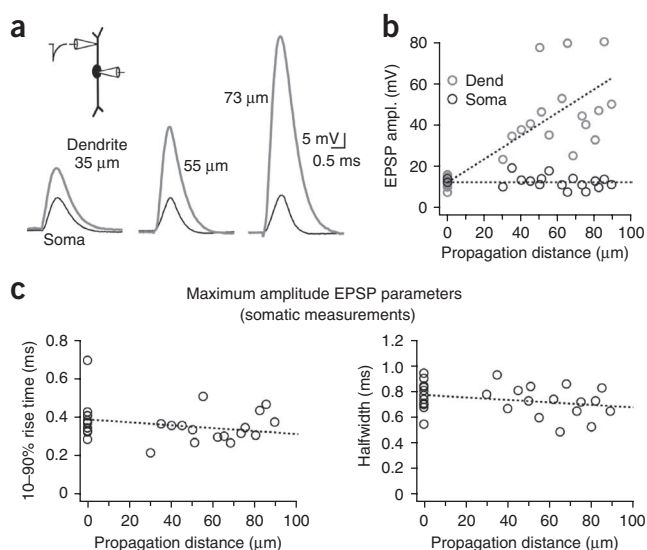 a
Dendrite
35 μm
Soma
55 μm
73 μm
5 mV
0.5 ms
b
EPSP ampl. (mV)
80
60
40
20
0
Dend
Soma
0 20 40 60 80 100
Propagation distance (μm)
c
Maximum amplitude EPSP parameters
(somatic measurements)
10–90% rise time (ms)
0.8
0.6
0.4
0.2
0
0 20 40 60 80 100
Propagation distance (μm)
Halfwidth (ms)
1.2
1.0
0.8
0.6
0.4
0.2
0
0 20 40 60 80 100
Propagation distance (μm)